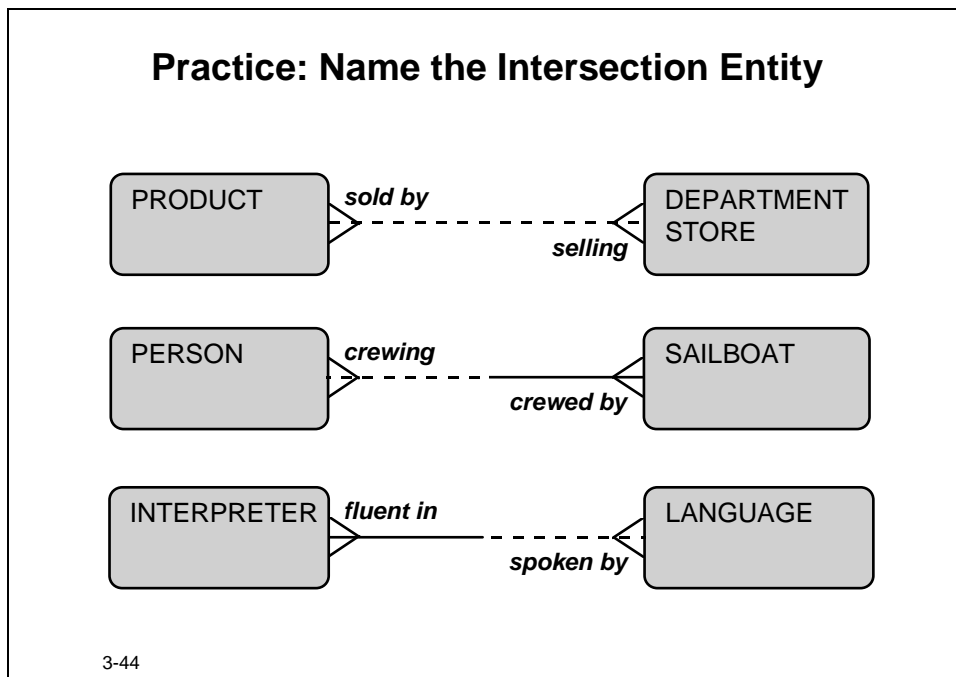 Practice: Name the Intersection Entity
PRODUCT
sold by
selling
DEPARTMENT
STORE
PERSON
crewing
crewed by
SAILBOAT
INTERPRETER
fluent in
spoken by
LANGUAGE
3-44